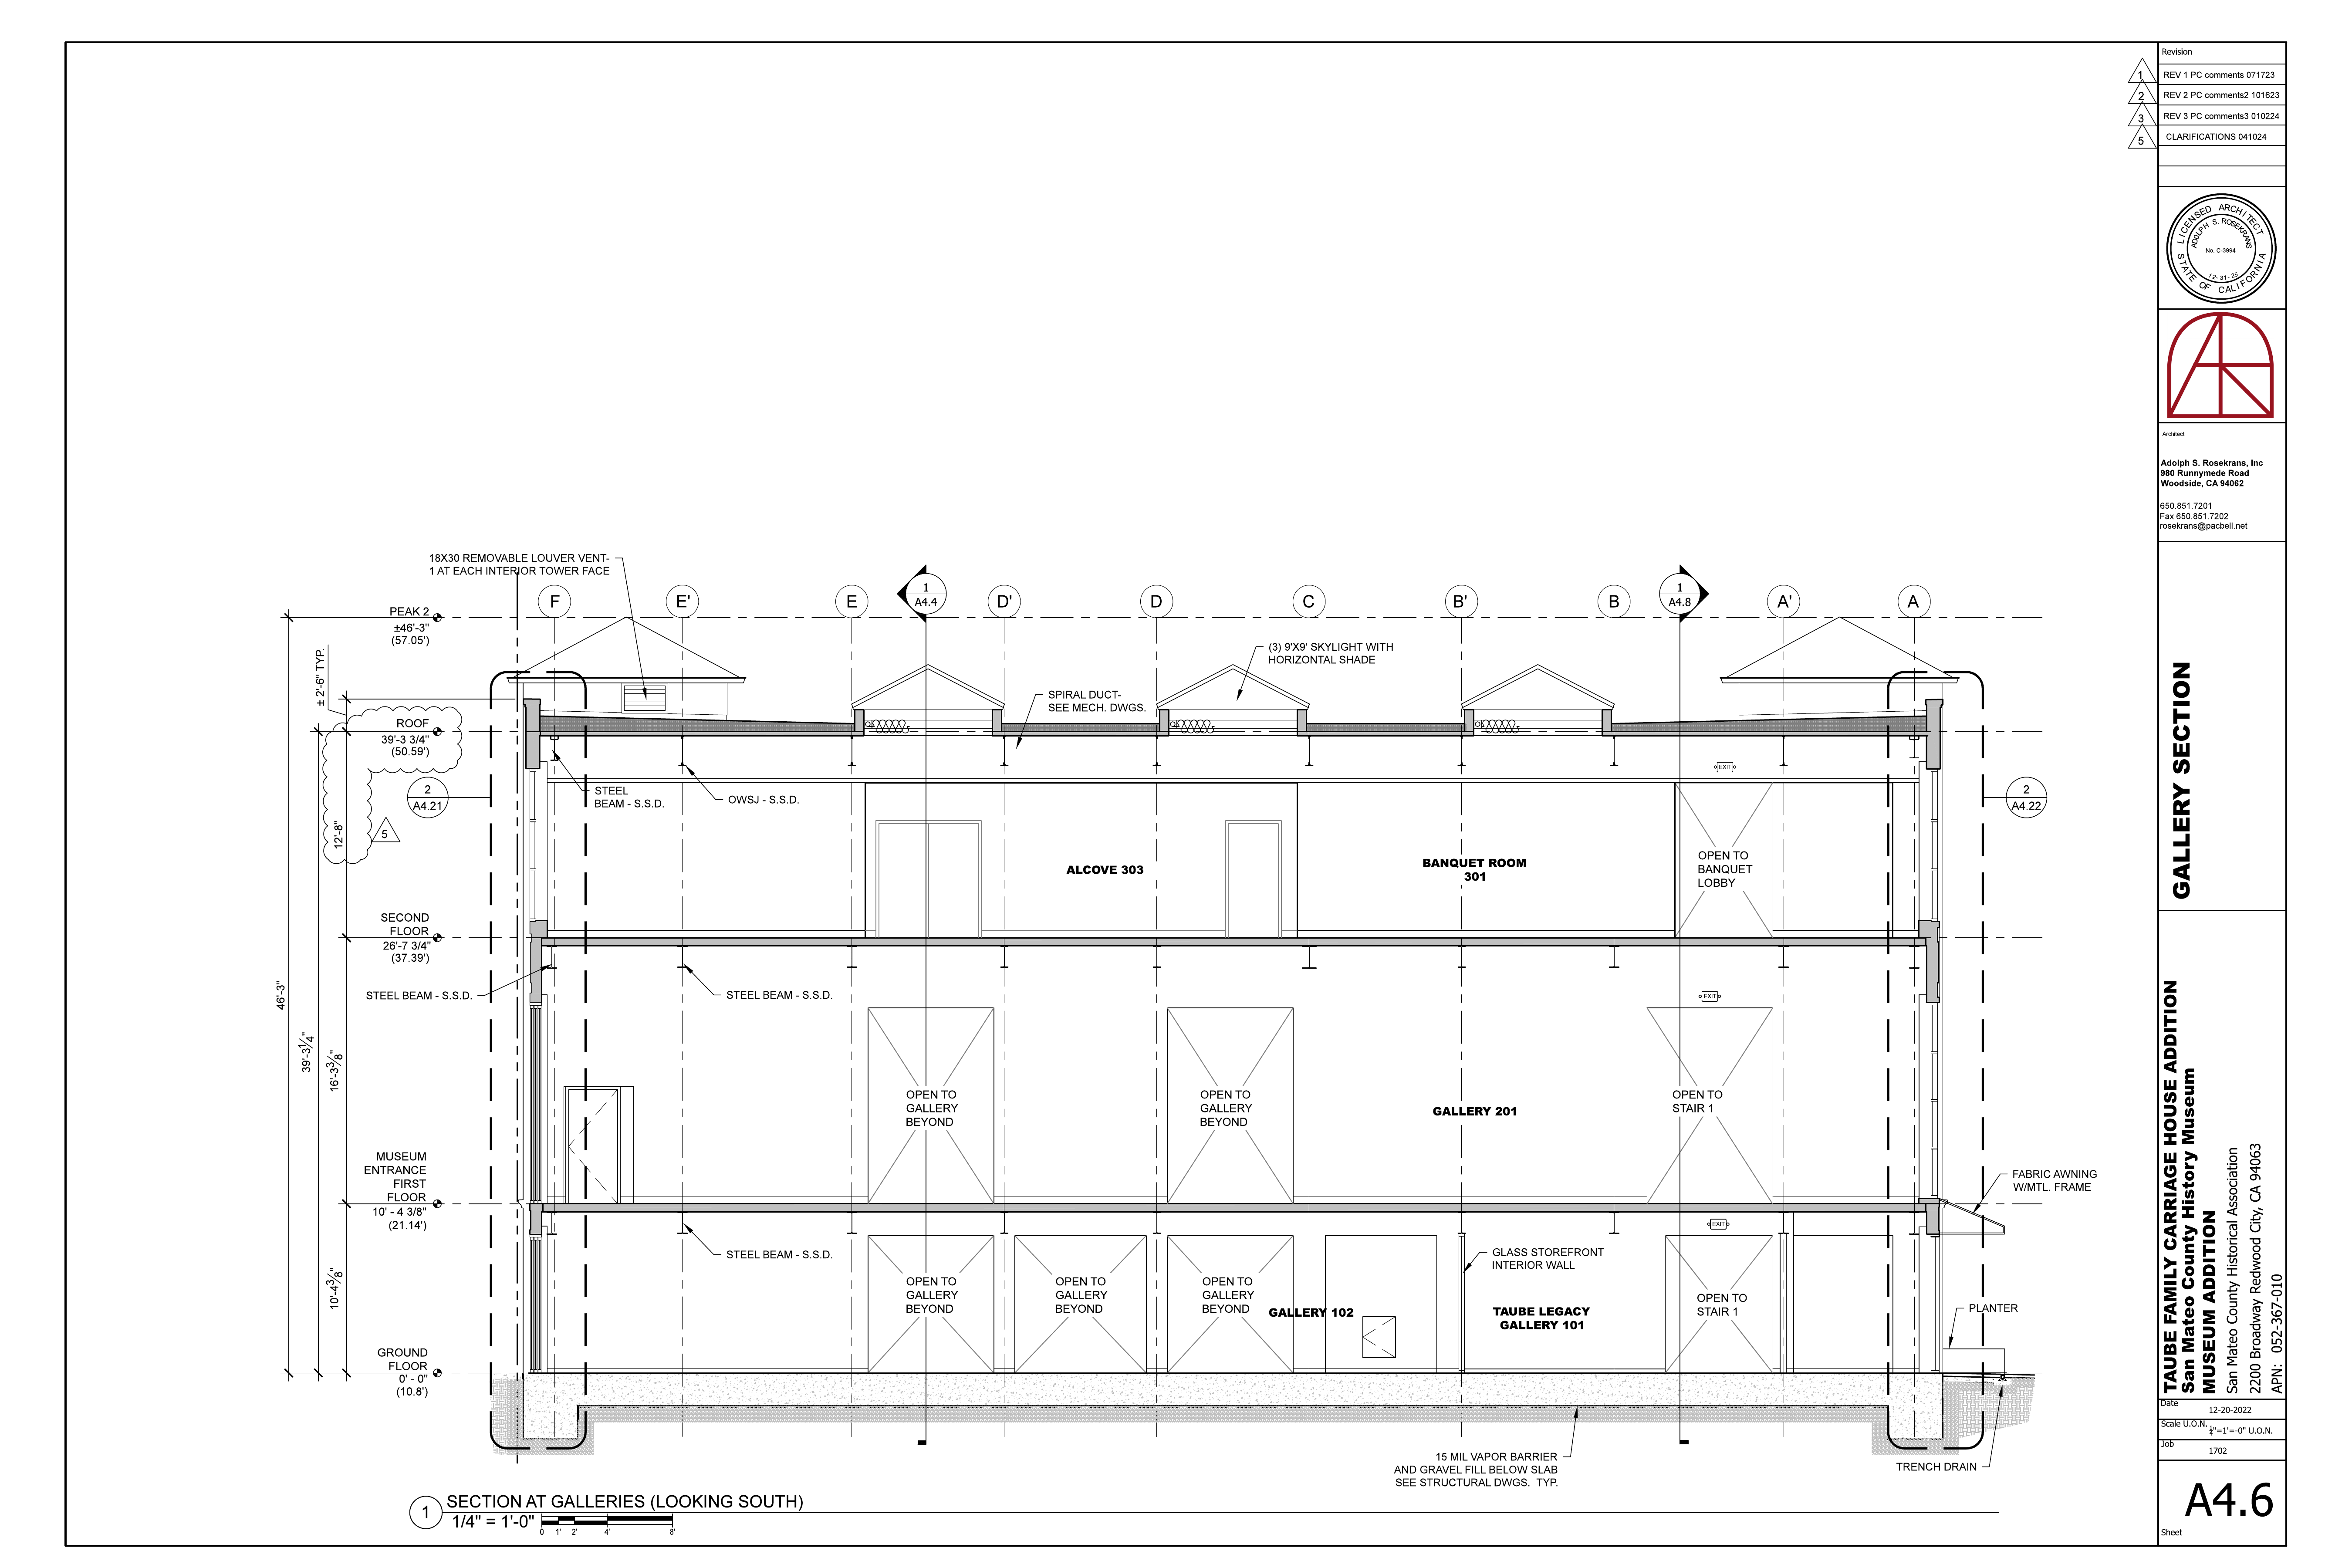 Revision
1
REV 1 PC comments 071723
2
REV 2 PC comments2 101623
3
REV 3 PC comments3 010224
5
CLARIFICATIONS 041024
LICENSED ARCHITECT
ADOLPH S. ROSEKRANS
No. C-3994
12-31-25
STATE OF CALIFORNIA
Architect
Adolph S. Rosekrans, Inc
980 Runnymede Road
Woodside, CA 94062
650.851.7201
Fax 650.851.7202
rosekrans@pacbell.net
GALLERY SECTION
TAUBE FAMILY CARRIAGE HOUSE ADDITION
San Mateo County History Museum
MUSEUM ADDITION
San Mateo County Historical Association
2200 Broadway Redwood City, CA 94063
APN: 052-367-010
Date
12-20-2022
Scale U.O.N.
1/4"=1'=-0" U.O.N.
Job
1702
A4.6
Sheet
18X30 REMOVABLE LOUVER VENT-
1 AT EACH INTERIOR TOWER FACE
F
E'
E
1
A4.4
D'
D
C
B'
B
1
A4.8
A'
A
PEAK 2
±46'-3"
(57.05')
± 2'-6" TYP.
(3) 9'X9' SKYLIGHT WITH
HORIZONTAL SHADE
SPIRAL DUCT-
SEE MECH. DWGS.
ROOF
39'-3 3/4"
(50.59')
2
A4.21
5
12'-8"
STEEL
BEAM - S.S.D.
OWSJ - S.S.D.
EXIT
2
A4.22
ALCOVE 303
BANQUET ROOM
301
OPEN TO
BANQUET
LOBBY
SECOND
FLOOR
26'-7 3/4"
(37.39')
STEEL BEAM - S.S.D.
STEEL BEAM - S.S.D.
EXIT
46'-3"
39'-3 1/4"
16'-3 3/8"
OPEN TO
GALLERY
BEYOND
OPEN TO
GALLERY
BEYOND
GALLERY 201
OPEN TO
STAIR 1
MUSEUM
ENTRANCE
FIRST
FLOOR
10' - 4 3/8"
(21.14')
FABRIC AWNING
W/MTL. FRAME
STEEL BEAM - S.S.D.
EXIT
GLASS STOREFRONT
INTERIOR WALL
10'-4 3/8"
OPEN TO
GALLERY
BEYOND
OPEN TO
GALLERY
BEYOND
OPEN TO
GALLERY
BEYOND
GALLERY 102
TAUBE LEGACY
GALLERY 101
OPEN TO
STAIR 1
PLANTER
GROUND
FLOOR
0' - 0"
(10.8')
15 MIL VAPOR BARRIER
AND GRAVEL FILL BELOW SLAB
SEE STRUCTURAL DWGS. TYP.
TRENCH DRAIN
1
SECTION AT GALLERIES (LOOKING SOUTH)
1/4" = 1'-0"
0 1' 2' 4' 8'